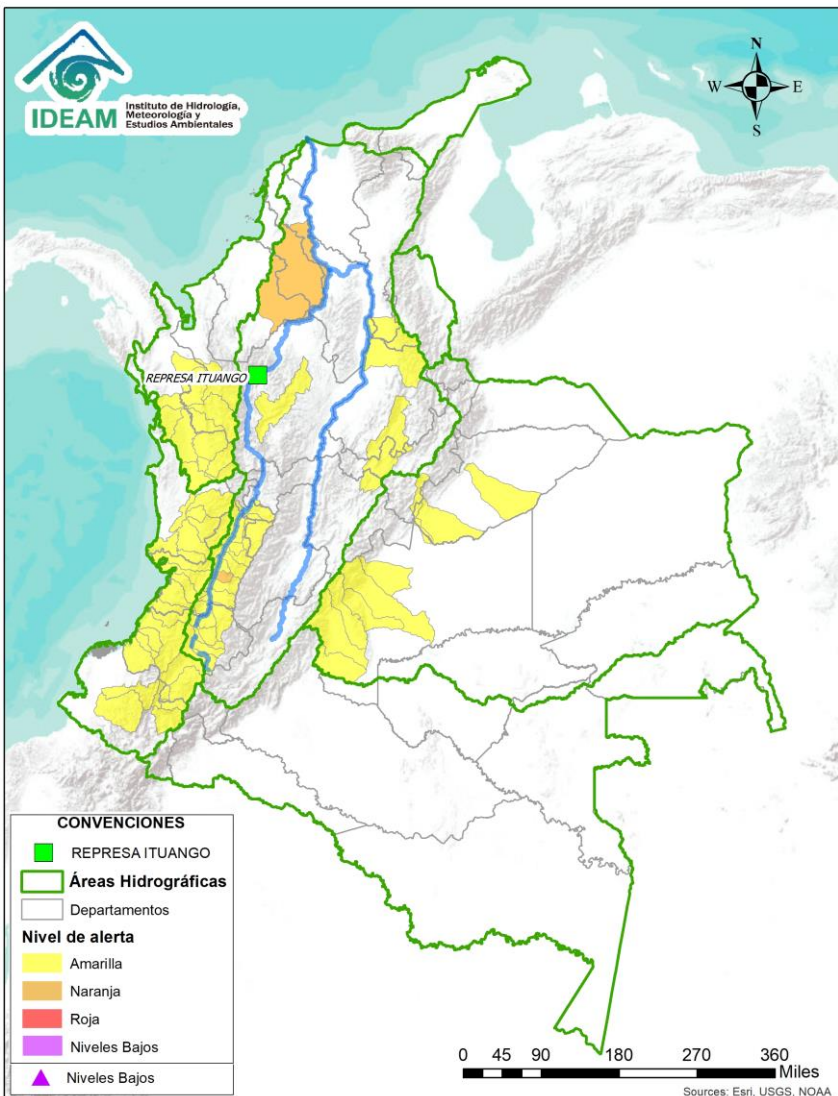 IDEAM
Instituto de Hidrología,
Meteorología y
Estudios Ambientales
N
W
E
S
REPRESA ITUANGO
CONVENCIONES
REPRESA ITUANGO
Áreas Hidrográficas
Departamentos
Nivel de alerta
Amarilla
Naranja
Roja
Niveles Bajos
Niveles Bajos
0 45 90 180 270 360
Miles
Sources: Esri, USGS, NOAA